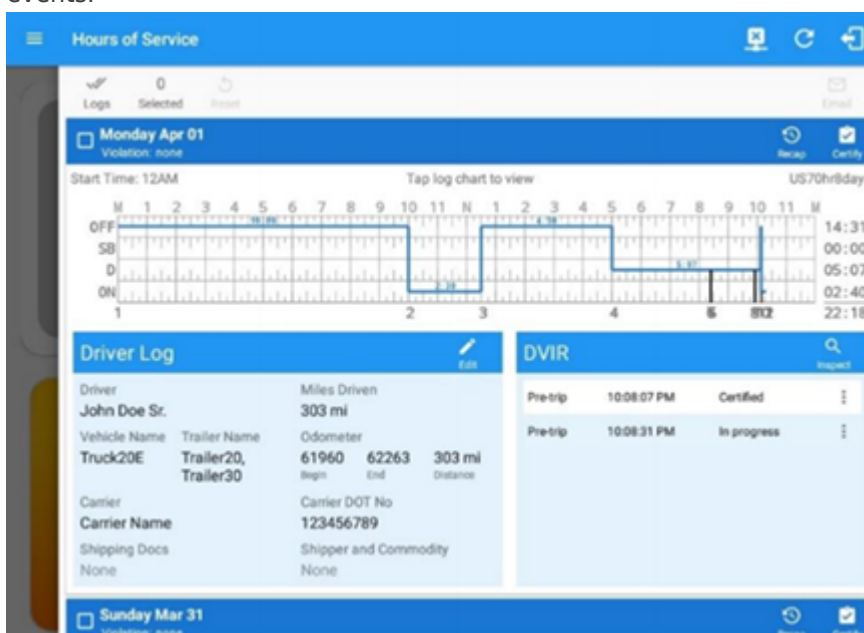 events.
Hours of Service
Logs
0
Selected
Reset
Email
Monday Apr 01
Violation: none
Recap
Certify
Start Time: 12AM
Tap log chart to view
US70hr8day
M 1 2 3 4 5 6 7 8 9 10 11 N 1 2 3 4 5 6 7 8 9 10 11 M
OFF 14:31
SB 00:00
D 5:07 05:07
ON 02:40
1 2 3 4 22:18
Driver Log
Edit
Driver
John Doe Sr.
Miles Driven
303 mi
Vehicle Name
Truck20E
Trailer Name
Trailer20,
Trailer30
Odometer
61960 62263 303 mi
Begin End Distance
Carrier
Carrier Name
Carrier DOT No
123456789
Shipping Docs
None
Shipper and Commodity
None
DVIR
Inspect
Pre-trip 10:08:07 PM Certified
Pre-trip 10:08:31 PM In progress
Sunday Mar 31